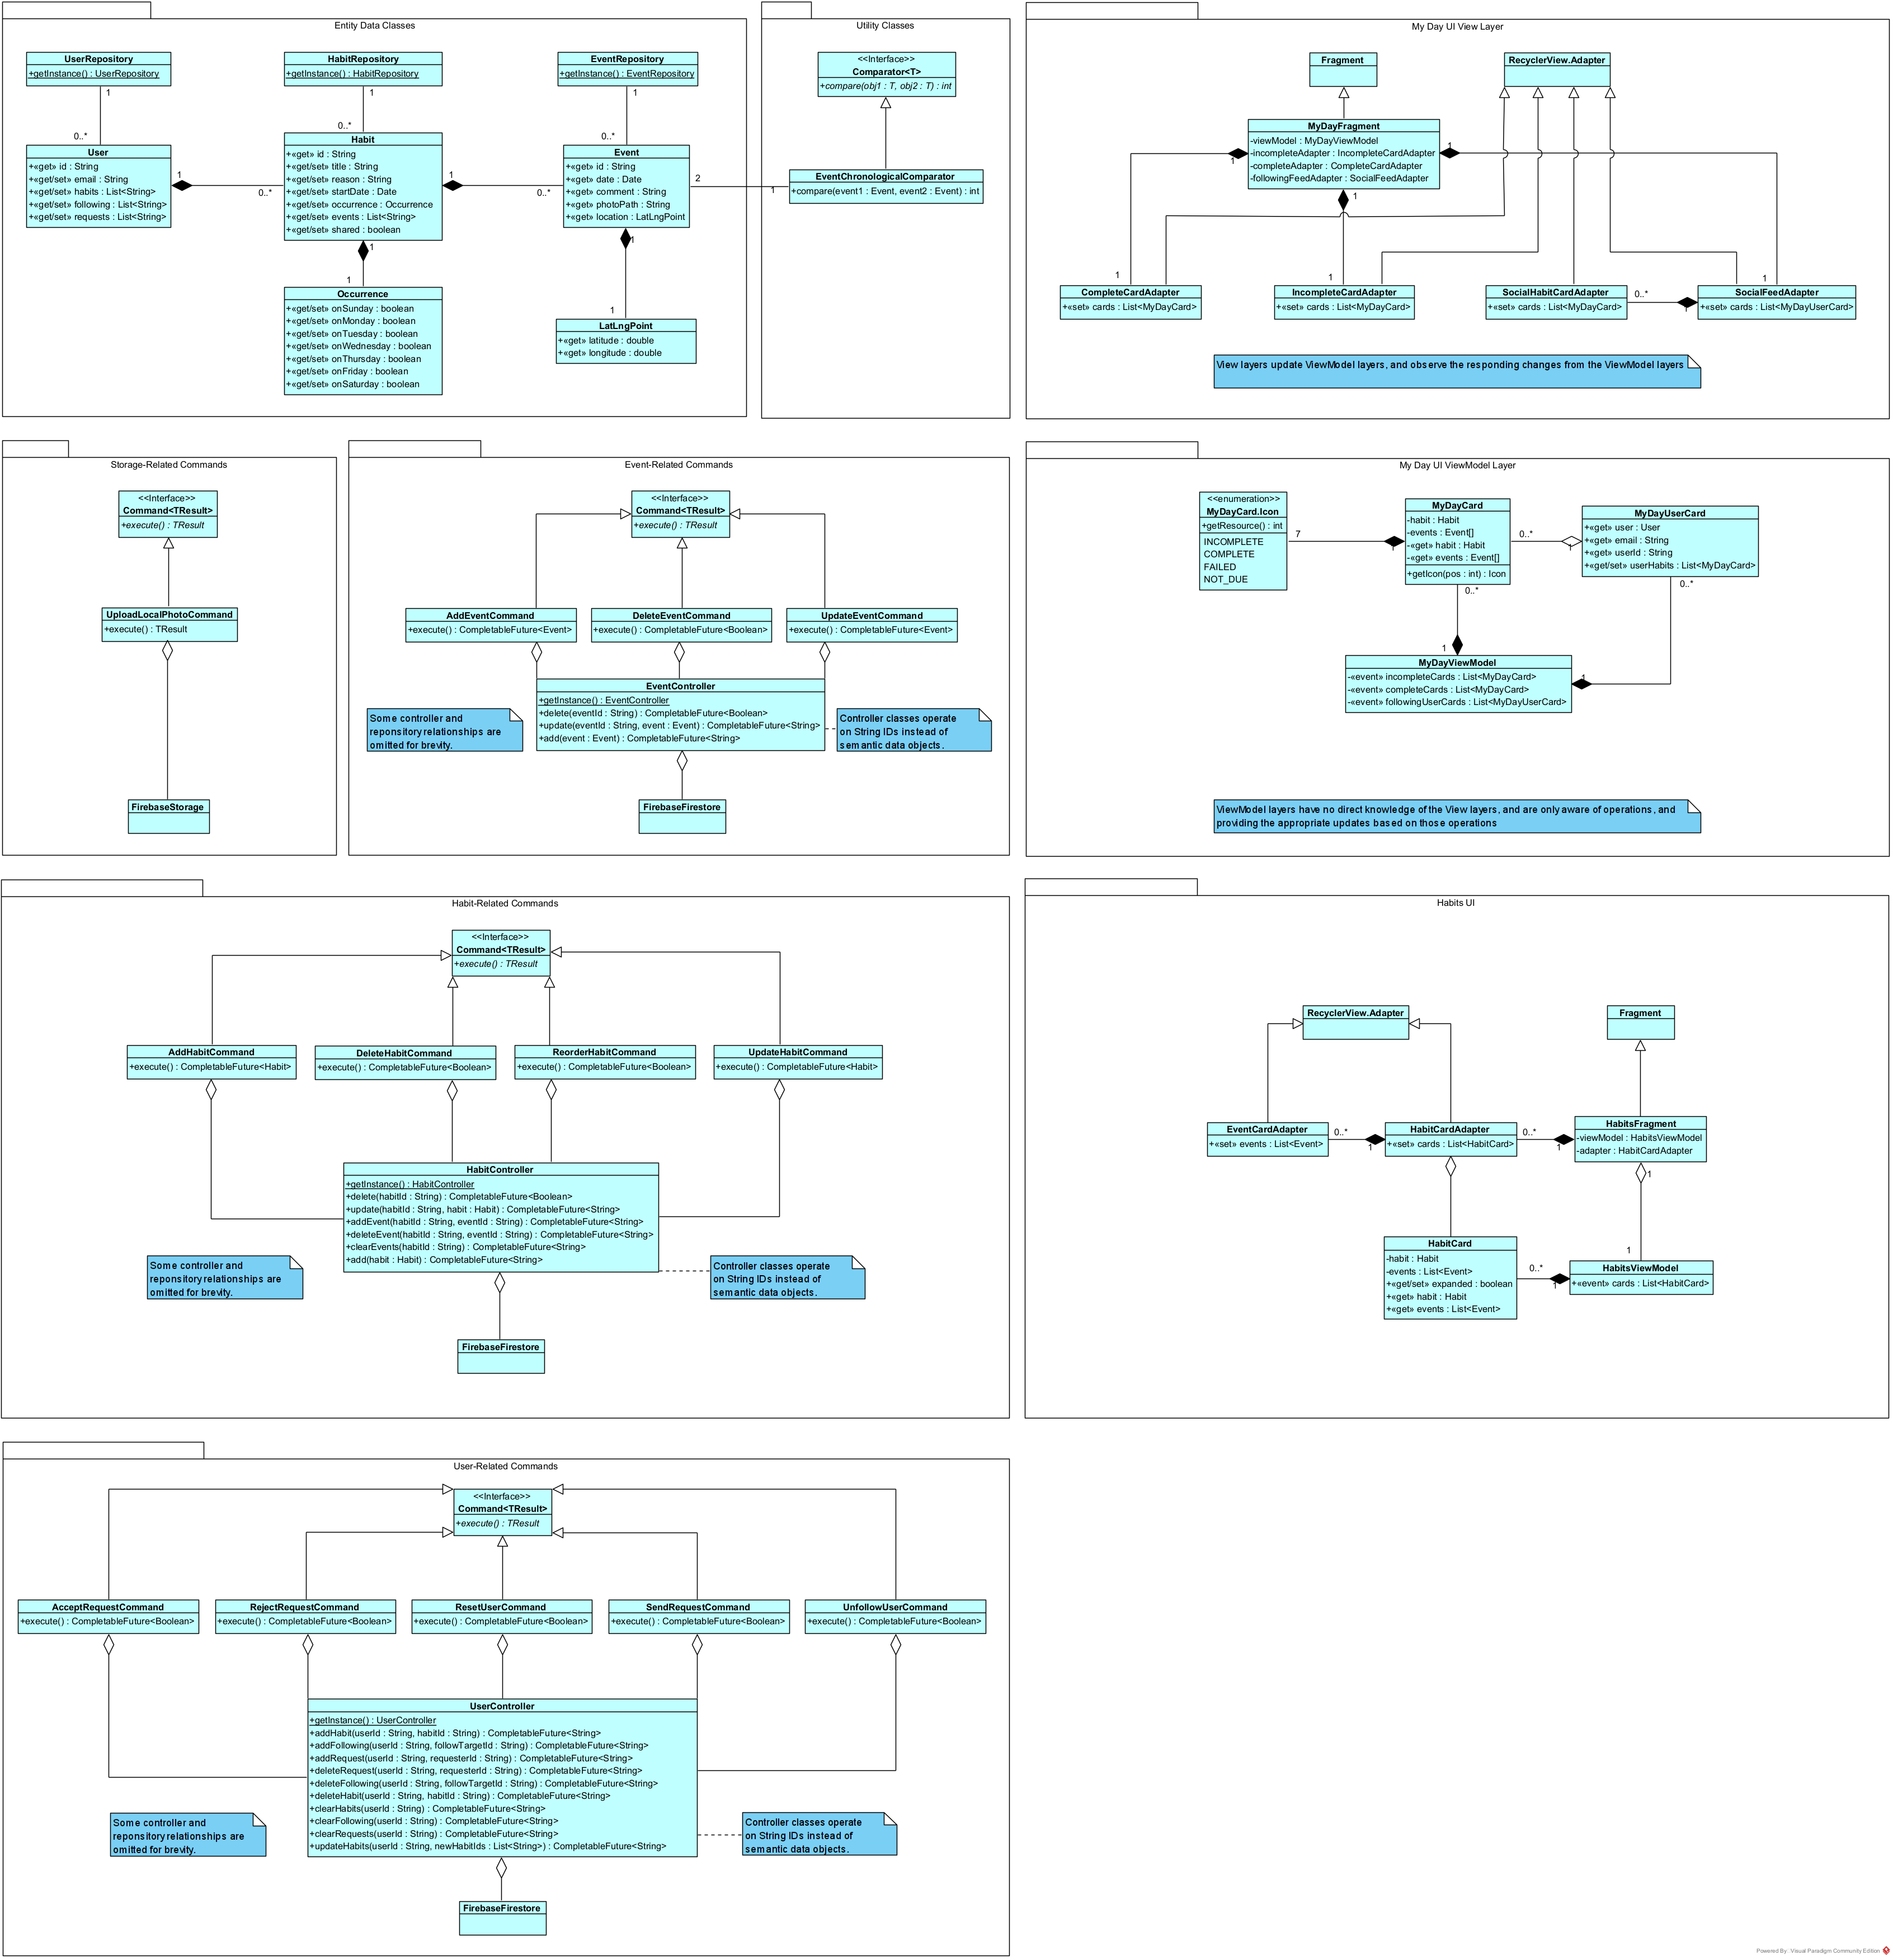 Entity Data Classes
UserRepository
+getInstance() : UserRepository
HabitRepository
+getInstance() : HabitRepository
EventRepository
+getInstance() : EventRepository
1
1
1
0..*
0..*
0..*
User
+«get» id : String
+«get/set» email : String
+«get/set» habits : List<String>
+«get/set» following : List<String>
+«get/set» requests : List<String>
1
0..*
Habit
+«get» id : String
+«get/set» title : String
+«get/set» reason : String
+«get/set» startDate : Date
+«get/set» occurrence : Occurrence
+«get/set» events : List<String>
+«get/set» shared : boolean
1
0..*
Event
+«get» id : String
+«get» date : Date
+«get/set» comment : String
+«get/set» photoPath : String
+«get/set» location : LatLngPoint
2
1
1
1
1
1
Occurrence
+«get/set» onSunday : boolean
+«get/set» onMonday : boolean
+«get/set» onTuesday : boolean
+«get/set» onWednesday : boolean
+«get/set» onThursday : boolean
+«get/set» onFriday : boolean
+«get/set» onSaturday : boolean
LatLngPoint
+«get» latitude : double
+«get» longitude : double
Utility Classes
<<Interface>>
Comparator<T>
+compare(obj1 : T, obj2 : T) : int
EventChronologicalComparator
+compare(event1 : Event, event2 : Event) : int
My Day UI View Layer
Fragment
RecyclerView.Adapter
MyDayFragment
-viewModel : MyDayViewModel
-incompleteAdapter : IncompleteCardAdapter
-completeAdapter : CompleteCardAdapter
-followingFeedAdapter : SocialFeedAdapter
1
1
1
1
1
1
CompleteCardAdapter
+«set» cards : List<MyDayCard>
IncompleteCardAdapter
+«set» cards : List<MyDayCard>
SocialHabitCardAdapter
+«set» cards : List<MyDayCard>
0..*
1
SocialFeedAdapter
+«set» cards : List<MyDayUserCard>
View layers update ViewModel layers, and observe the responding changes from the ViewModel layers
Storage-Related Commands
<<Interface>>
Command<TResult>
+execute() : TResult
UploadLocalPhotoCommand
+execute() : TResult
FirebaseStorage
Event-Related Commands
<<Interface>>
Command<TResult>
+execute() : TResult
AddEventCommand
+execute() : CompletableFuture<Event>
DeleteEventCommand
+execute() : CompletableFuture<Boolean>
UpdateEventCommand
+execute() : CompletableFuture<Event>
EventController
+getInstance() : EventController
+delete(eventId : String) : CompletableFuture<Boolean>
+update(eventId : String, event : Event) : CompletableFuture<String>
+add(event : Event) : CompletableFuture<String>
Some controller and
reponsitory relationships are
omitted for brevity.
Controller classes operate
on String IDs instead of
semantic data objects.
FirebaseFirestore
My Day UI ViewModel Layer
<<enumeration>>
MyDayCard.Icon
+getResource() : int
INCOMPLETE
COMPLETE
FAILED
NOT_DUE
7
1
MyDayCard
-habit : Habit
-events : Event[]
-«get» habit : Habit
-«get» events : Event[]
+getIcon(pos : int) : Icon
0..*
1
MyDayUserCard
+«get» user : User
+«get» email : String
+«get» userId : String
+«get/set» userHabits : List<MyDayCard>
0..*
0..*
1
1
MyDayViewModel
-«event» incompleteCards : List<MyDayCard>
-«event» completeCards : List<MyDayCard>
-«event» followingUserCards : List<MyDayUserCard>
ViewModel layers have no direct knowledge of the View layers, and are only aware of operations, and
providing the appropriate updates based on those operations
Habit-Related Commands
<<Interface>>
Command<TResult>
+execute() : TResult
AddHabitCommand
+execute() : CompletableFuture<Habit>
DeleteHabitCommand
+execute() : CompletableFuture<Boolean>
ReorderHabitCommand
+execute() : CompletableFuture<Boolean>
UpdateHabitCommand
+execute() : CompletableFuture<Habit>
HabitController
+getInstance() : HabitController
+delete(habitId : String) : CompletableFuture<Boolean>
+update(habitId : String, habit : Habit) : CompletableFuture<String>
+addEvent(habitId : String, eventId : String) : CompletableFuture<String>
+deleteEvent(habitId : String, eventId : String) : CompletableFuture<String>
+clearEvents(habitId : String) : CompletableFuture<String>
+add(habit : Habit) : CompletableFuture<String>
Some controller and
reponsitory relationships are
omitted for brevity.
Controller classes operate
on String IDs instead of
semantic data objects.
FirebaseFirestore
Habits UI
RecyclerView.Adapter
Fragment
EventCardAdapter
+«set» events : List<Event>
0..*
1
HabitCardAdapter
+«set» cards : List<HabitCard>
0..*
1
HabitsFragment
-viewModel : HabitsViewModel
-adapter : HabitCardAdapter
1
1
HabitCard
-habit : Habit
-events : List<Event>
+«get/set» expanded : boolean
+«get» habit : Habit
+«get» events : List<Event>
0..*
1
HabitsViewModel
+«event» cards : List<HabitCard>
User-Related Commands
<<Interface>>
Command<TResult>
+execute() : TResult
AcceptRequestCommand
+execute() : CompletableFuture<Boolean>
RejectRequestCommand
+execute() : CompletableFuture<Boolean>
ResetUserCommand
+execute() : CompletableFuture<Boolean>
SendRequestCommand
+execute() : CompletableFuture<Boolean>
UnfollowUserCommand
+execute() : CompletableFuture<Boolean>
UserController
+getInstance() : UserController
+addHabit(userId : String, habitId : String) : CompletableFuture<String>
+addFollowing(userId : String, followTargetId : String) : CompletableFuture<String>
+addRequest(userId : String, requesterId : String) : CompletableFuture<String>
+deleteRequest(userId : String, requesterId : String) : CompletableFuture<String>
+deleteFollowing(userId : String, followTargetId : String) : CompletableFuture<String>
+deleteHabit(userId : String, habitId : String) : CompletableFuture<String>
+clearHabits(userId : String) : CompletableFuture<String>
+clearFollowing(userId : String) : CompletableFuture<String>
+clearRequests(userId : String) : CompletableFuture<String>
+updateHabits(userId : String, newHabitIds : List<String>) : CompletableFuture<String>
Some controller and
reponsitory relationships are
omitted for brevity.
Controller classes operate
on String IDs instead of
semantic data objects.
FirebaseFirestore
Powered By: Visual Paradigm Community Edition